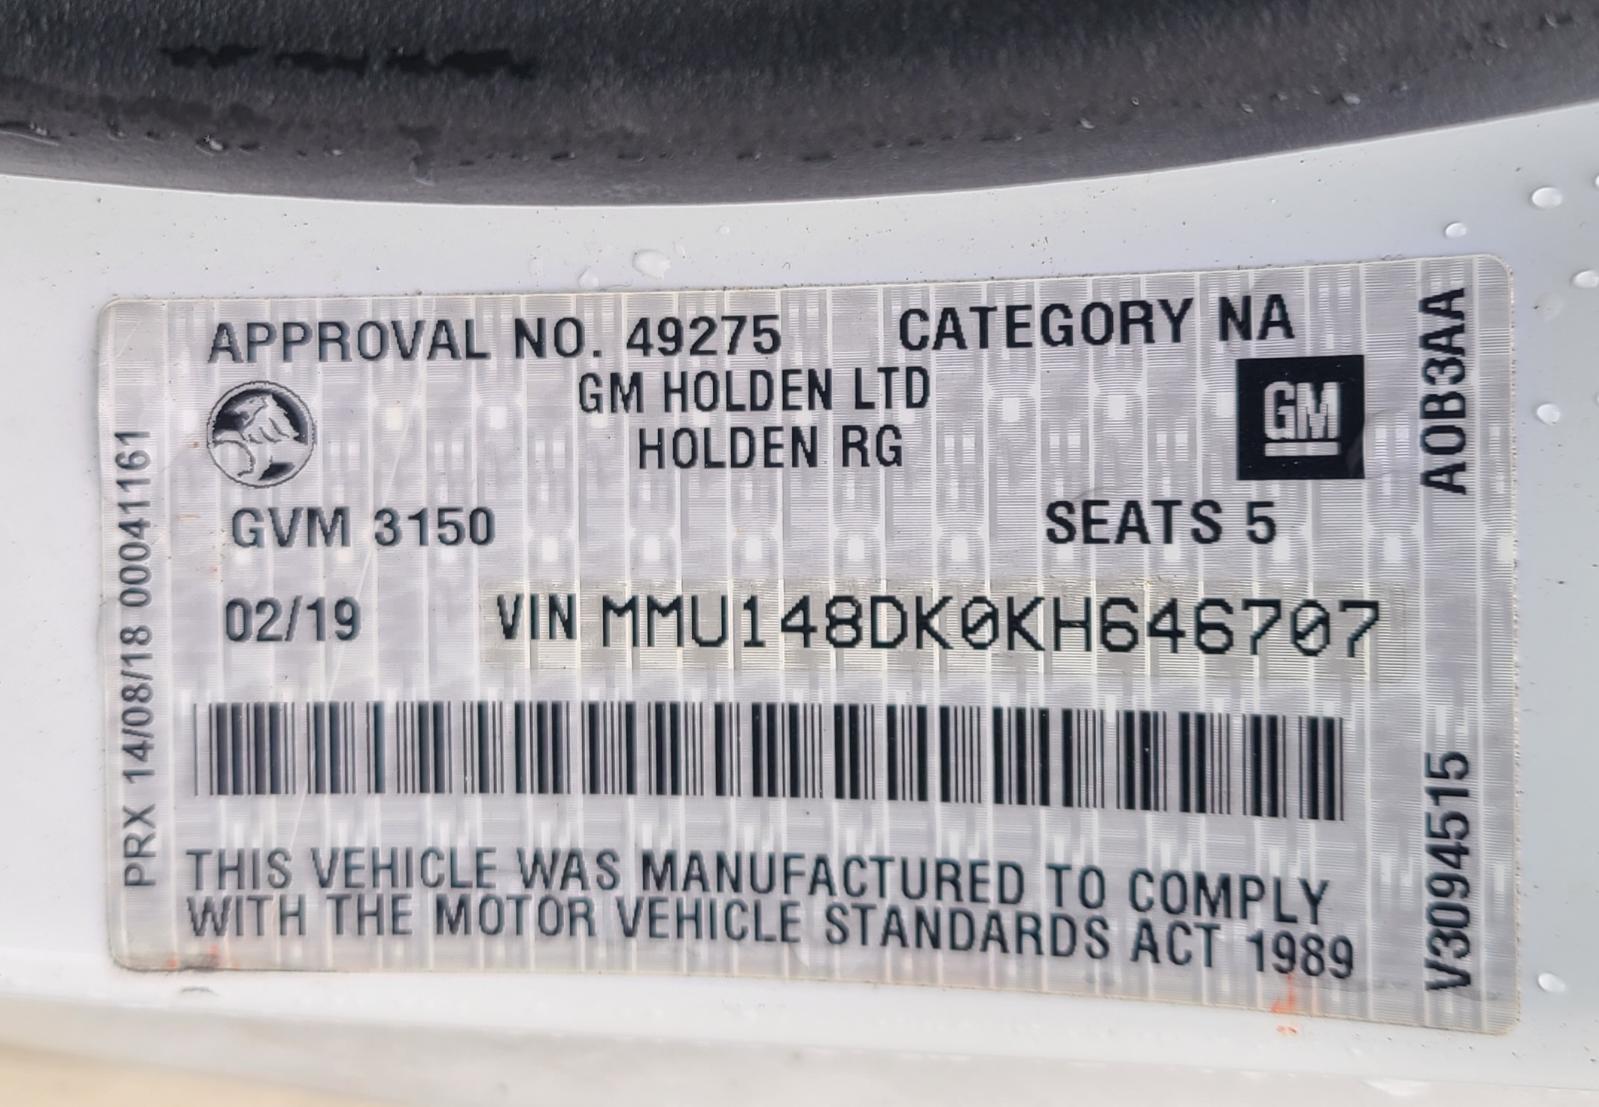 APPROVAL NO. 49275 CATEGORY NA
GM HOLDEN LTD
HOLDEN RG
GM
GVM 3150 SEATS 5
02/19 VIN MMU148DK0KH646707
THIS VEHICLE WAS MANUFACTURED TO COMPLY
WITH THE MOTOR VEHICLE STANDARDS ACT 1989
PRX 14/08/18 00041161
V3094515 A0B3AA